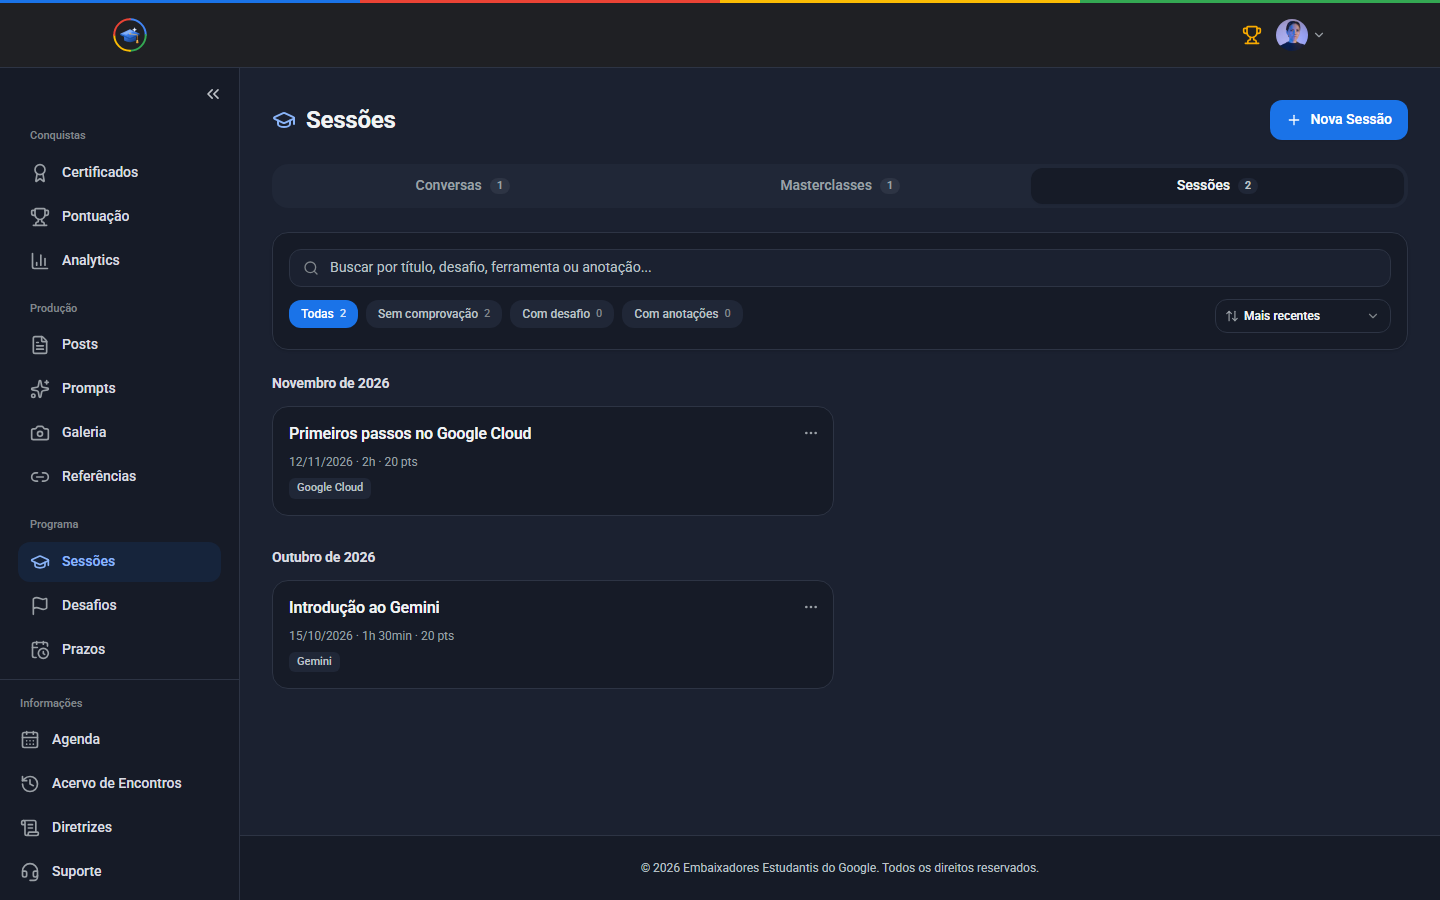 Conquistas
Certificados
Pontuação
Analytics
Produção
Posts
Prompts
Galeria
Referências
Programa
Sessões
Desafios
Prazos
Informações
Agenda
Acervo de Encontros
Diretrizes
Suporte
Sessões
Nova Sessão
Conversas 1
Masterclasses 1
Sessões 2
Buscar por título, desafio, ferramenta ou anotação...
Todas 2
Sem comprovação 2
Com desafio 0
Com anotações 0
Mais recentes
Novembro de 2026
Primeiros passos no Google Cloud
12/11/2026 · 2h · 20 pts
Google Cloud
Outubro de 2026
Introdução ao Gemini
15/10/2026 · 1h 30min · 20 pts
Gemini
© 2026 Embaixadores Estudantis do Google. Todos os direitos reservados.